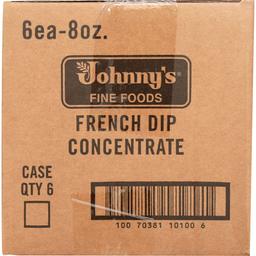 6ea-8oz.
Johnny's®
FINE FOODS
FRENCH DIP
CONCENTRATE
CASE
QTY 6
100 70381 10100 6